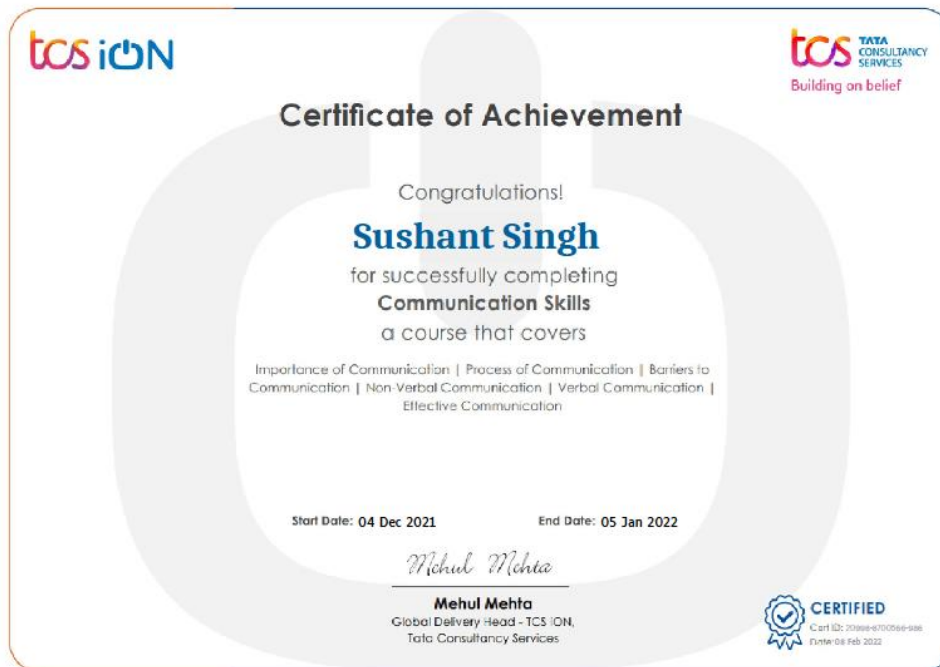 tcs iON
tcs TATA
CONSULTANCY
SERVICES
Building on belief
Certificate of Achievement
Congratulations!
Sushant Singh
for successfully completing
Communication Skills
a course that covers
Importance of Communication | Process of Communication | Barriers to
Communication | Non-Verbal Communication | Verbal Communication |
Effective Communication
Start Date: 04 Dec 2021 End Date: 05 Jan 2022
Mehul Mehta
Mehul Mehta
Global Delivery Head - TCS iON,
Tata Consultancy Services
CERTIFIED
Cert ID:
Date: 08 Feb 2022